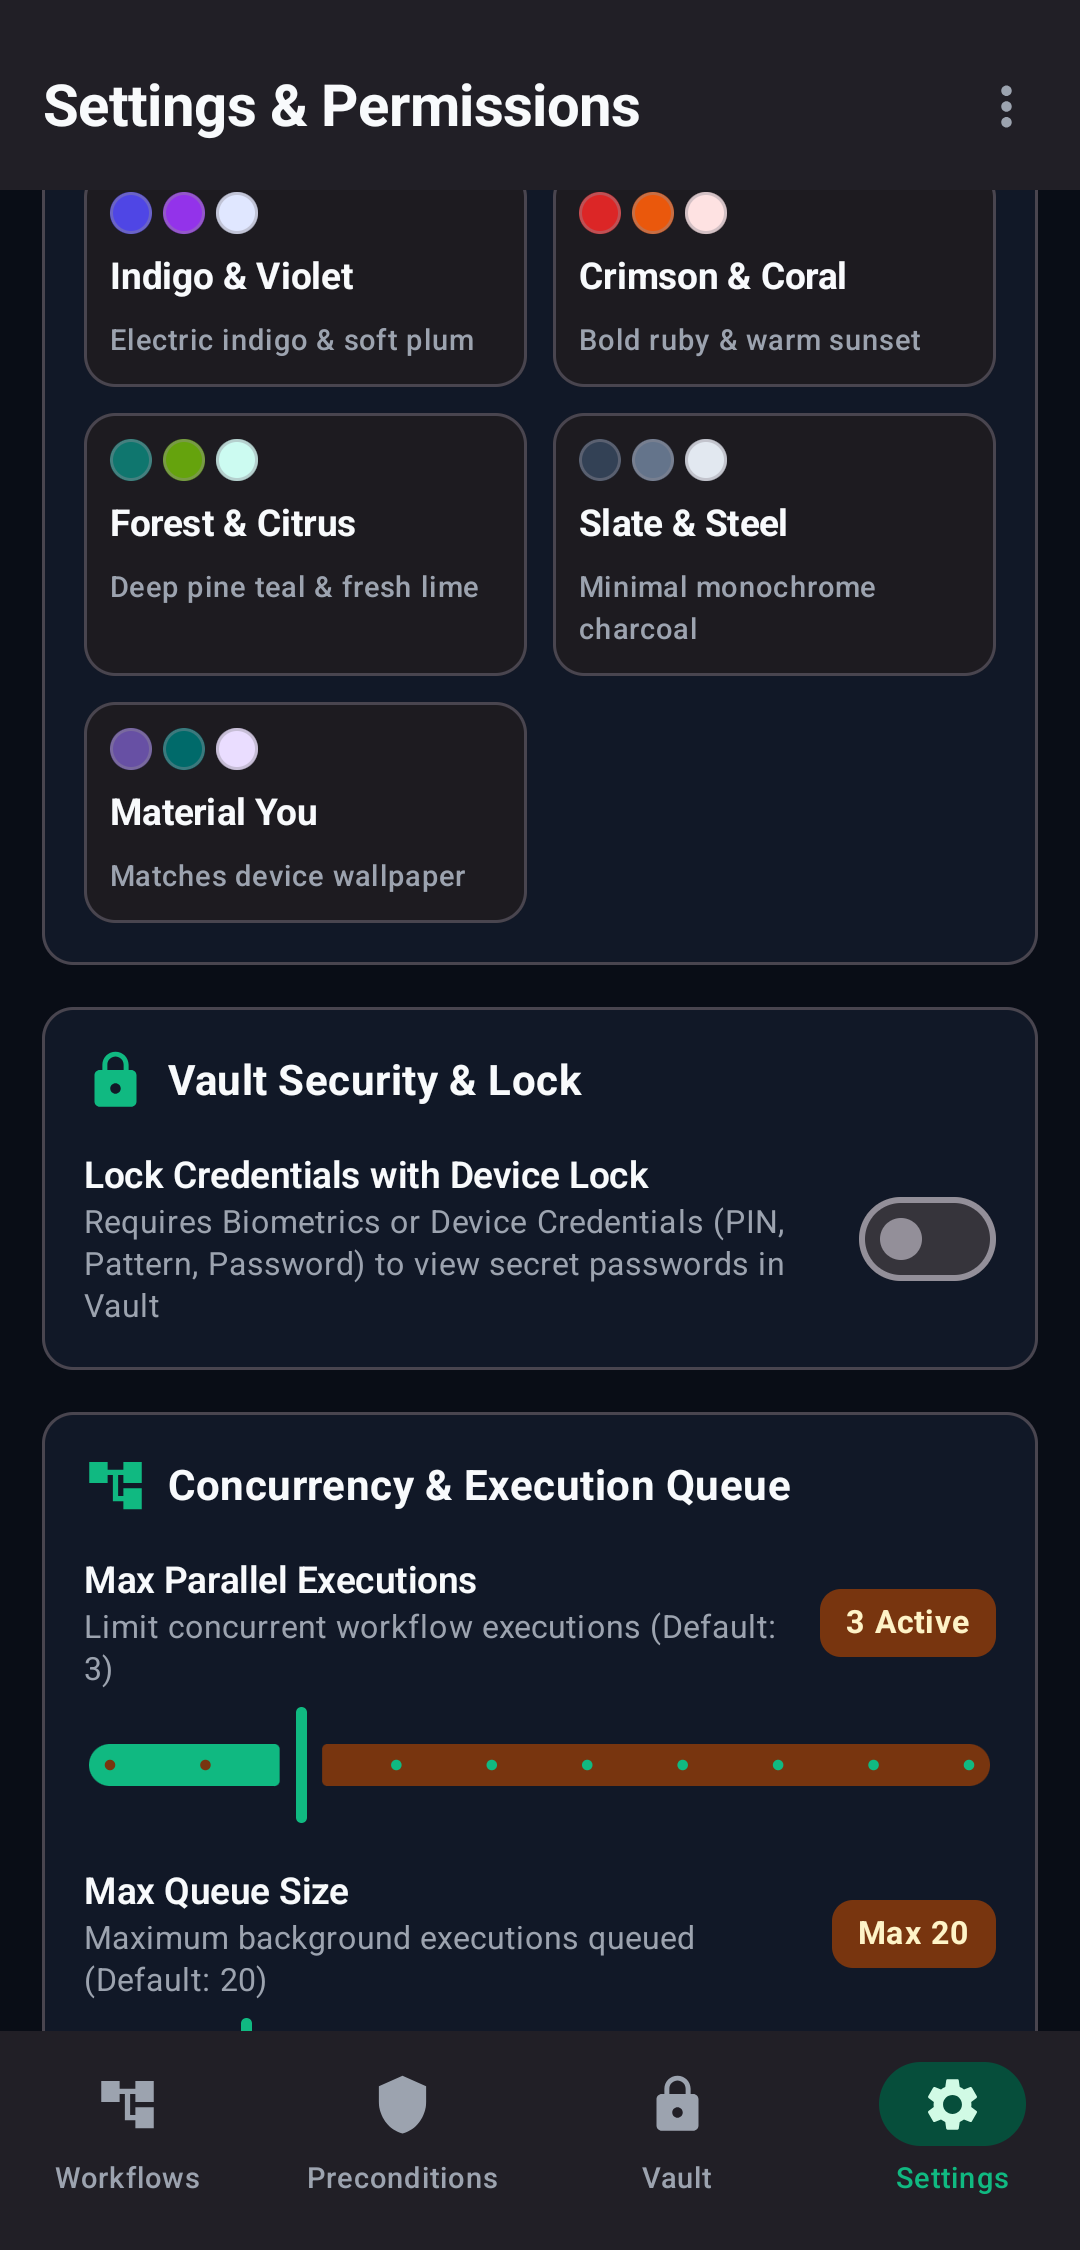 Settings & Permissions
Indigo & Violet
Electric indigo & soft plum
Crimson & Coral
Bold ruby & warm sunset
Forest & Citrus
Deep pine teal & fresh lime
Slate & Steel
Minimal monochrome
charcoal
Material You
Matches device wallpaper
Vault Security & Lock
Lock Credentials with Device Lock
Requires Biometrics or Device Credentials (PIN,
Pattern, Password) to view secret passwords in
Vault
Concurrency & Execution Queue
Max Parallel Executions
Limit concurrent workflow executions (Default:
3)
3 Active
Max Queue Size
Maximum background executions queued
(Default: 20)
Max 20
Workflows
Preconditions
Vault
Settings